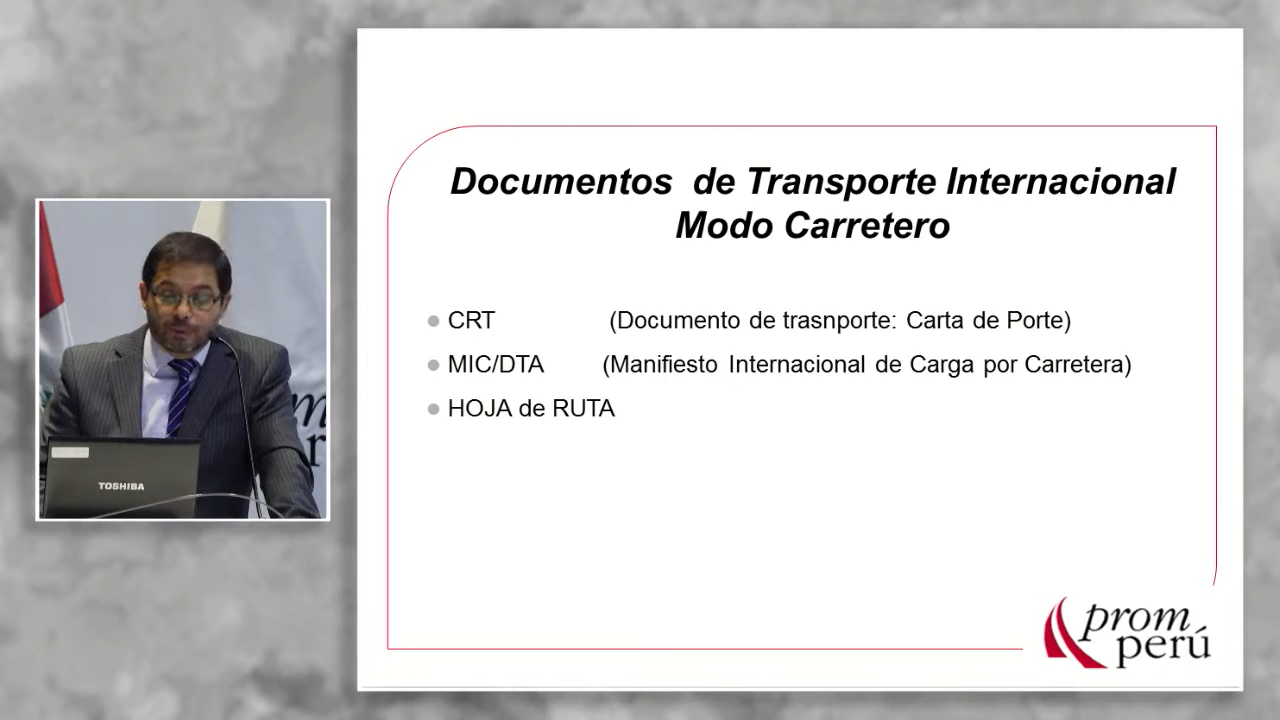 Documentos de Transporte Internacional
Modo Carretero
CRT (Documento de trasnporte: Carta de Porte)
MIC/DTA (Manifiesto Internacional de Carga por Carretera)
HOJA de RUTA
prom
perú
TOSHIBA